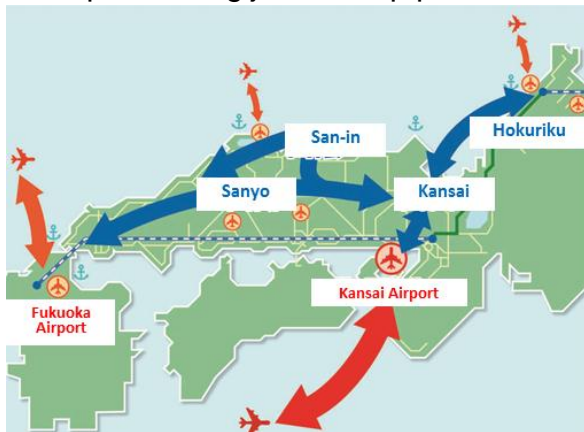 Hokuriku
San-in
Sanyo
Kansai
Kansai Airport
Fukuoka
Airport